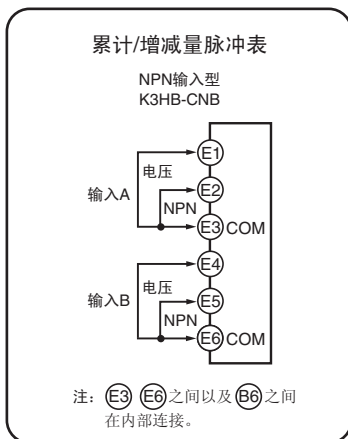 累计/增减量脉冲表
NPN输入型
K3HB-CNB
E1
电压
E2
输入A
NPN
E3 COM
E4
电压
E5
输入B
NPN
E6 COM
注: E3 E6之间以及B6之间
在内部连接。